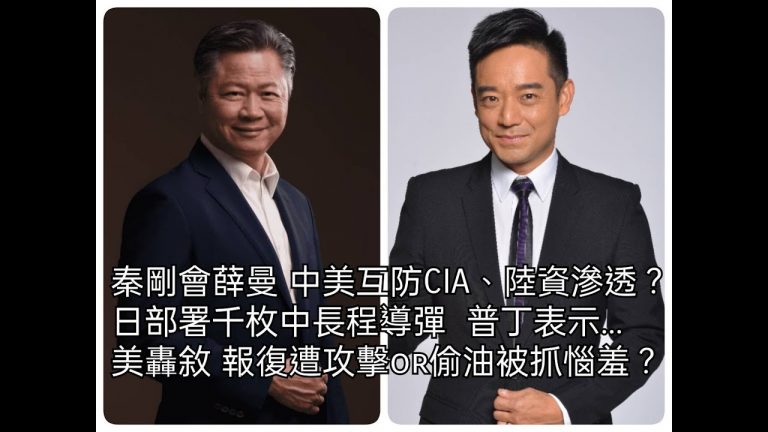 秦剛會薛曼 中美互防CIA、陸資滲透？
日部署千枚中長程導彈 普丁表示...
美轟敘 報復遭攻擊OR偷油被抓惱羞？